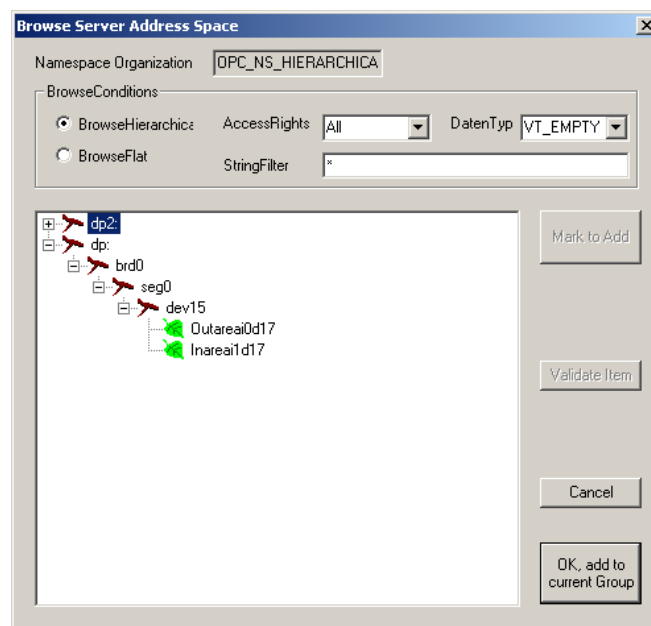 Browse Server Address Space
Namespace Organization OPC_NS_HIERARCHICA
BrowseConditions
BrowseHierarchica AccessRights All DatenTyp VT_EMPTY
BrowseFlat
StringFilter *
dp2:
dp:
brd0
seg0
dev15
Outareai0d17
Inareai1d17
Mark to Add
Validate Item
Cancel
OK, add to
current Group